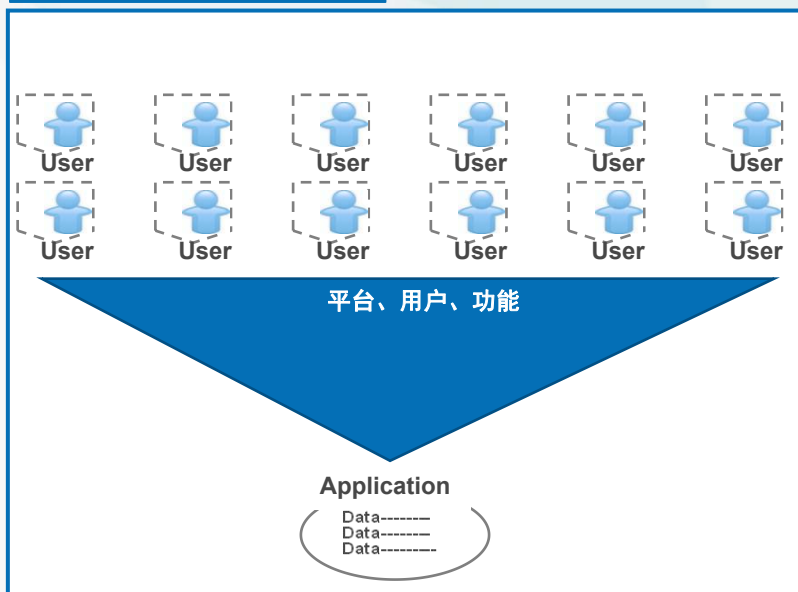 User User User User User User
User User User User User User
平台、用户、功能
Application
Data--------
Data--------
Data---------